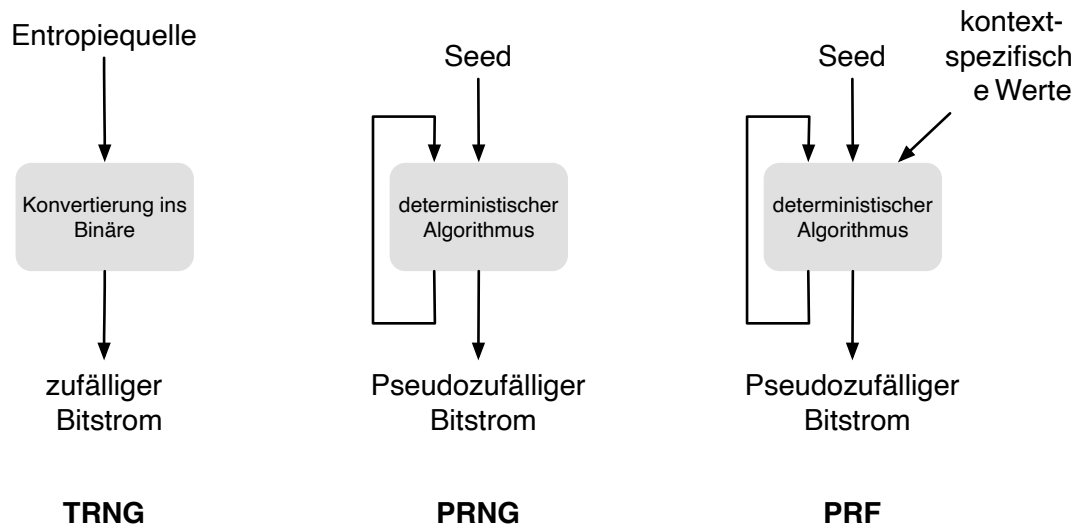 Entropiequelle
Konvertierung ins
Binäre
zufälliger
Bitstrom
TRNG
Seed
deterministischer
Algorithmus
Pseudozufälliger
Bitstrom
PRNG
Seed
kontext-
spezifisch
e Werte
deterministischer
Algorithmus
Pseudozufälliger
Bitstrom
PRF